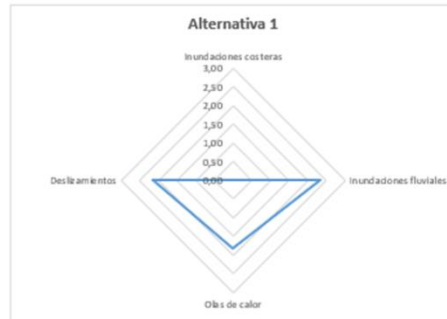 Alternativa 1
Inundaciones costeras
3,00
2,50
2,00
1,50
1,00
0,50
0,00
Deslizamientos
Inundaciones fluviales
Olas de calor